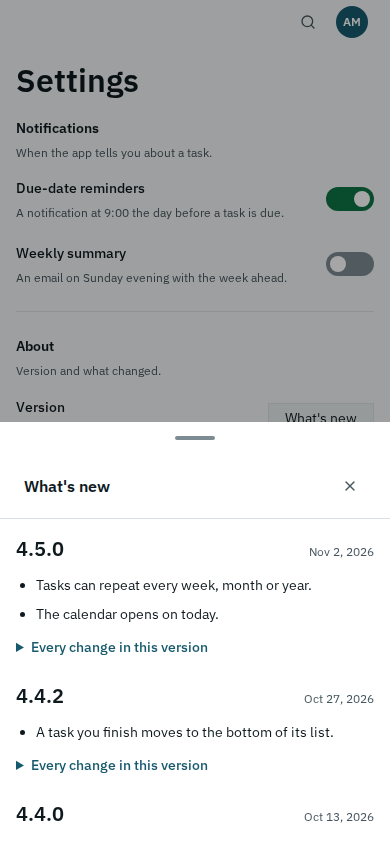 AM
Settings
Notifications
When the app tells you about a task.
Due-date reminders
A notification at 9:00 the day before a task is due.
Weekly summary
An email on Sunday evening with the week ahead.
About
Version and what changed.
Version
What's new
What's new
4.5.0
Nov 2, 2026
Tasks can repeat every week, month or year.
The calendar opens on today.
Every change in this version
4.4.2
Oct 27, 2026
A task you finish moves to the bottom of its list.
Every change in this version
4.4.0
Oct 13, 2026